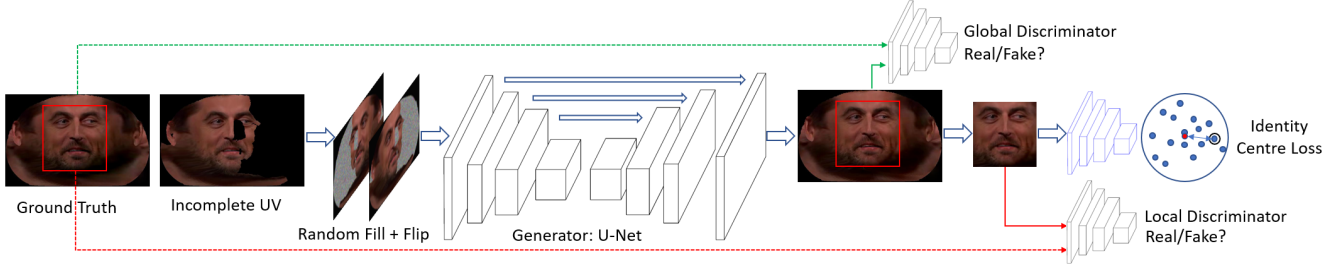 Global Discriminator
Real/Fake?
Ground Truth
Incomplete UV
Random Fill + Flip
Generator: U-Net
Identity
Centre Loss
Local Discriminator
Real/Fake?